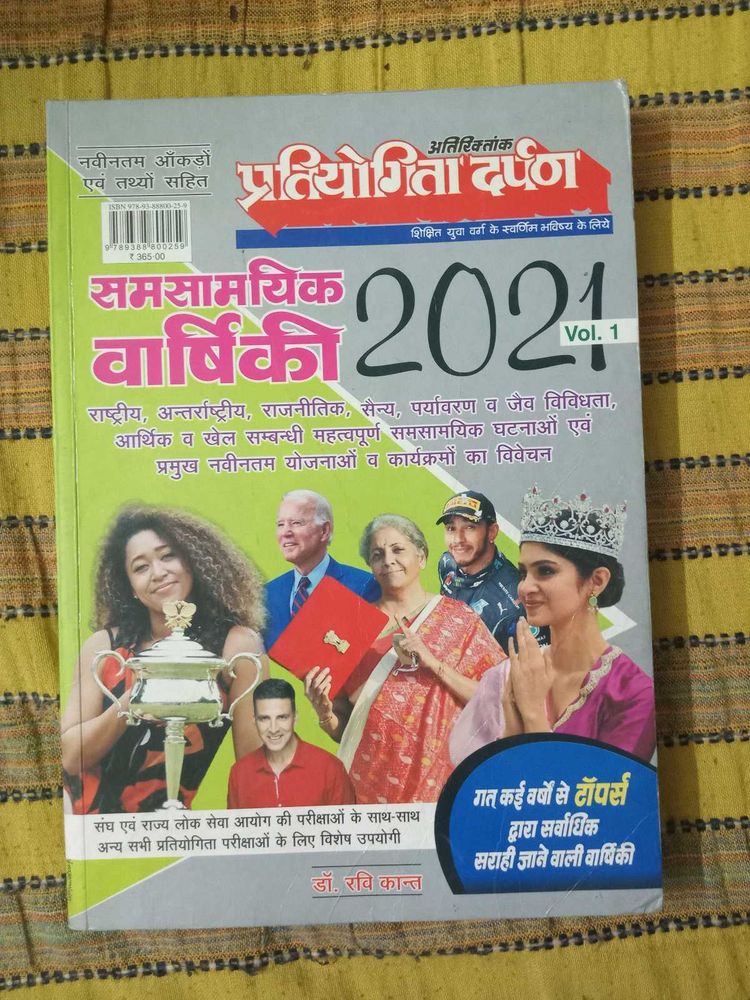 नवीनतम आँकड़ों
एवं तथ्यों सहित
ISBN 978-93-88800-25-9
9 789388 800259
₹ 365·00
अतिरिक्तांक
प्रतियोगिता दर्पण
शिक्षित युवा वर्ग के स्वर्णिम भविष्य के लिये
समसामयिक
वार्षिकी
2021
Vol. 1
राष्ट्रीय, अन्तर्राष्ट्रीय, राजनीतिक, सैन्य, पर्यावरण व जैव विविधता,
आर्थिक व खेल सम्बन्धी महत्वपूर्ण समसामयिक घटनाओं एवं
प्रमुख नवीनतम योजनाओं व कार्यक्रमों का विवेचन
गत कई वर्षों से टॉपर्स
द्वारा सर्वाधिक
सराही जाने वाली वार्षिकी
संघ एवं राज्य लोक सेवा आयोग की परीक्षाओं के साथ-साथ
अन्य सभी प्रतियोगिता परीक्षाओं के लिए विशेष उपयोगी
डॉ. रवि कान्त